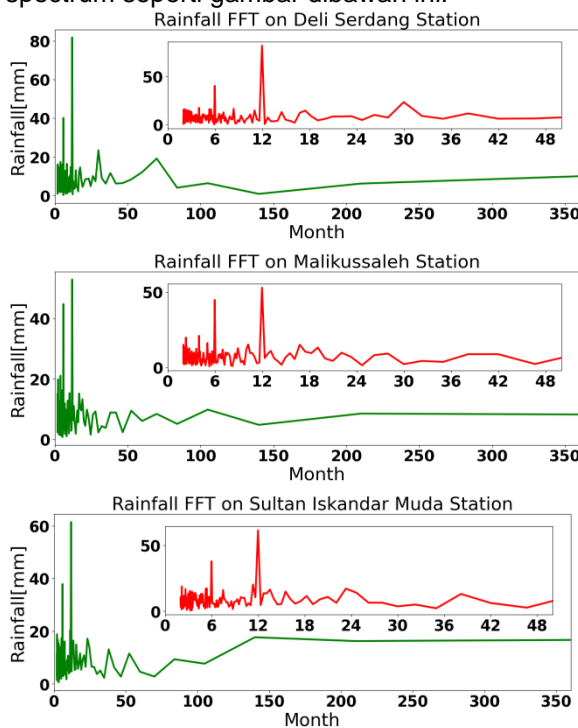 spectrum seperti gambar dibawah ini.
Rainfall FFT on Deli Serdang Station
Rainfall[mm]
80
60
40
20
0
50
0
0 6 12 18 24 30 36 42 48
0 50 100 150 200 250 300 350
Month
Rainfall FFT on Malikussaleh Station
Rainfall[mm]
40
20
0
50
0
0 6 12 18 24 30 36 42 48
0 50 100 150 200 250 300 350
Month
Rainfall FFT on Sultan Iskandar Muda Station
Rainfall[mm]
60
40
20
0
50
0
0 6 12 18 24 30 36 42 48
0 50 100 150 200 250 300 350
Month